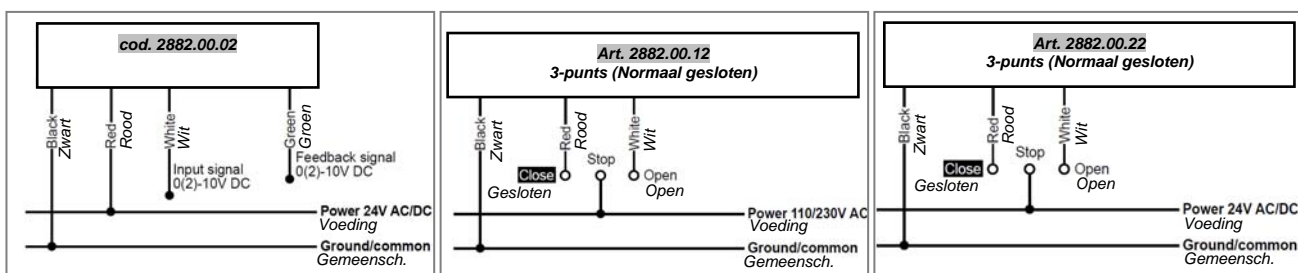 cod. 2882.00.02
Black
Zwart
Red
Rood
White
Wit
Green
Groen
Input signal
0(2)-10V DC
Feedback signal
0(2)-10V DC
Power 24V AC/DC
Voeding
Ground/common
Gemeensch.
Art. 2882.00.12
3-punts (Normaal gesloten)
Black
Zwart
Red
Rood
White
Wit
Close
Gesloten
Stop
Open
Open
Power 110/230V AC
Voeding
Ground/common
Gemeensch.
Art. 2882.00.22
3-punts (Normaal gesloten)
Black
Zwart
Red
Rood
White
Wit
Close
Gesloten
Stop
Open
Open
Power 24V AC/DC
Voeding
Ground/common
Gemeensch.